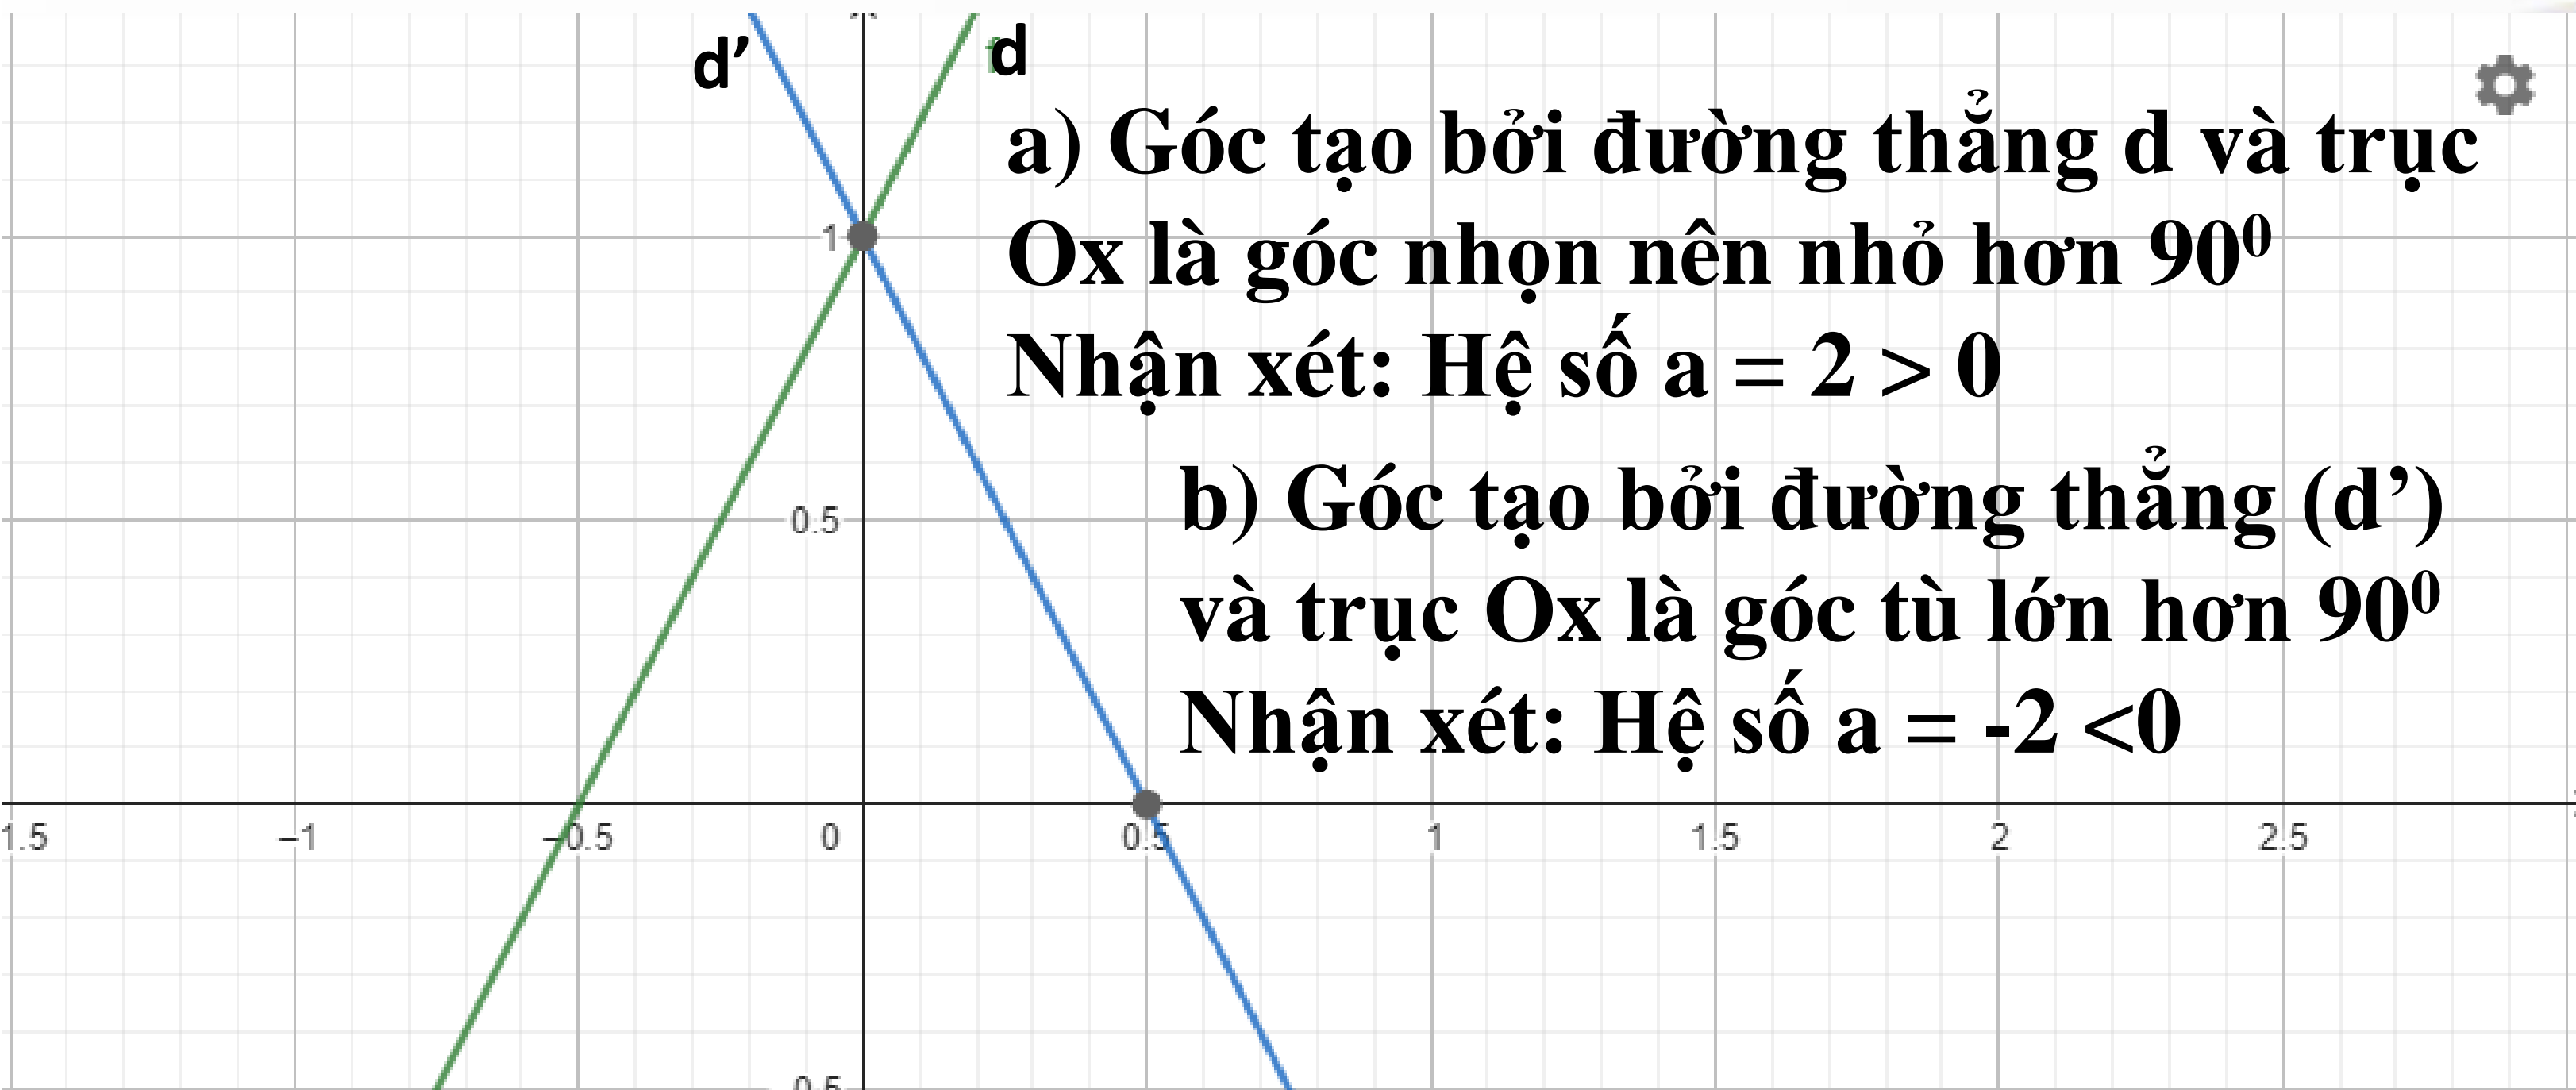 d’
d
a) Góc tạo bởi đường thẳng d và trục
Ox là góc nhọn nên nhỏ hơn 90⁰
1
Nhận xét: Hệ số a = 2 > 0
b) Góc tạo bởi đường thẳng (d’)
0.5
và trục Ox là góc tù lớn hơn 90⁰
Nhận xét: Hệ số a = -2 <0
1.5 –1 –0.5 0 0.5 1 1.5 2 2.5
0.5